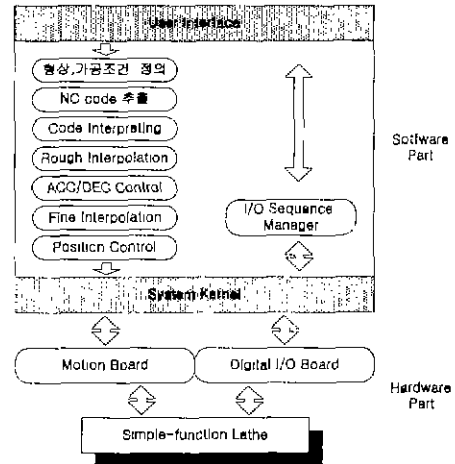 User Interface
형상,가공조건 정의
NC code 추출
Code Interpreting
Rough Interpolation
ACC/DEC Control
Fine Interpolation
Position Control
I/O Sequence
Manager
Software
Part
System Kernel
Motion Board
Digital I/O Board
Hardware
Part
Simple-function Lathe